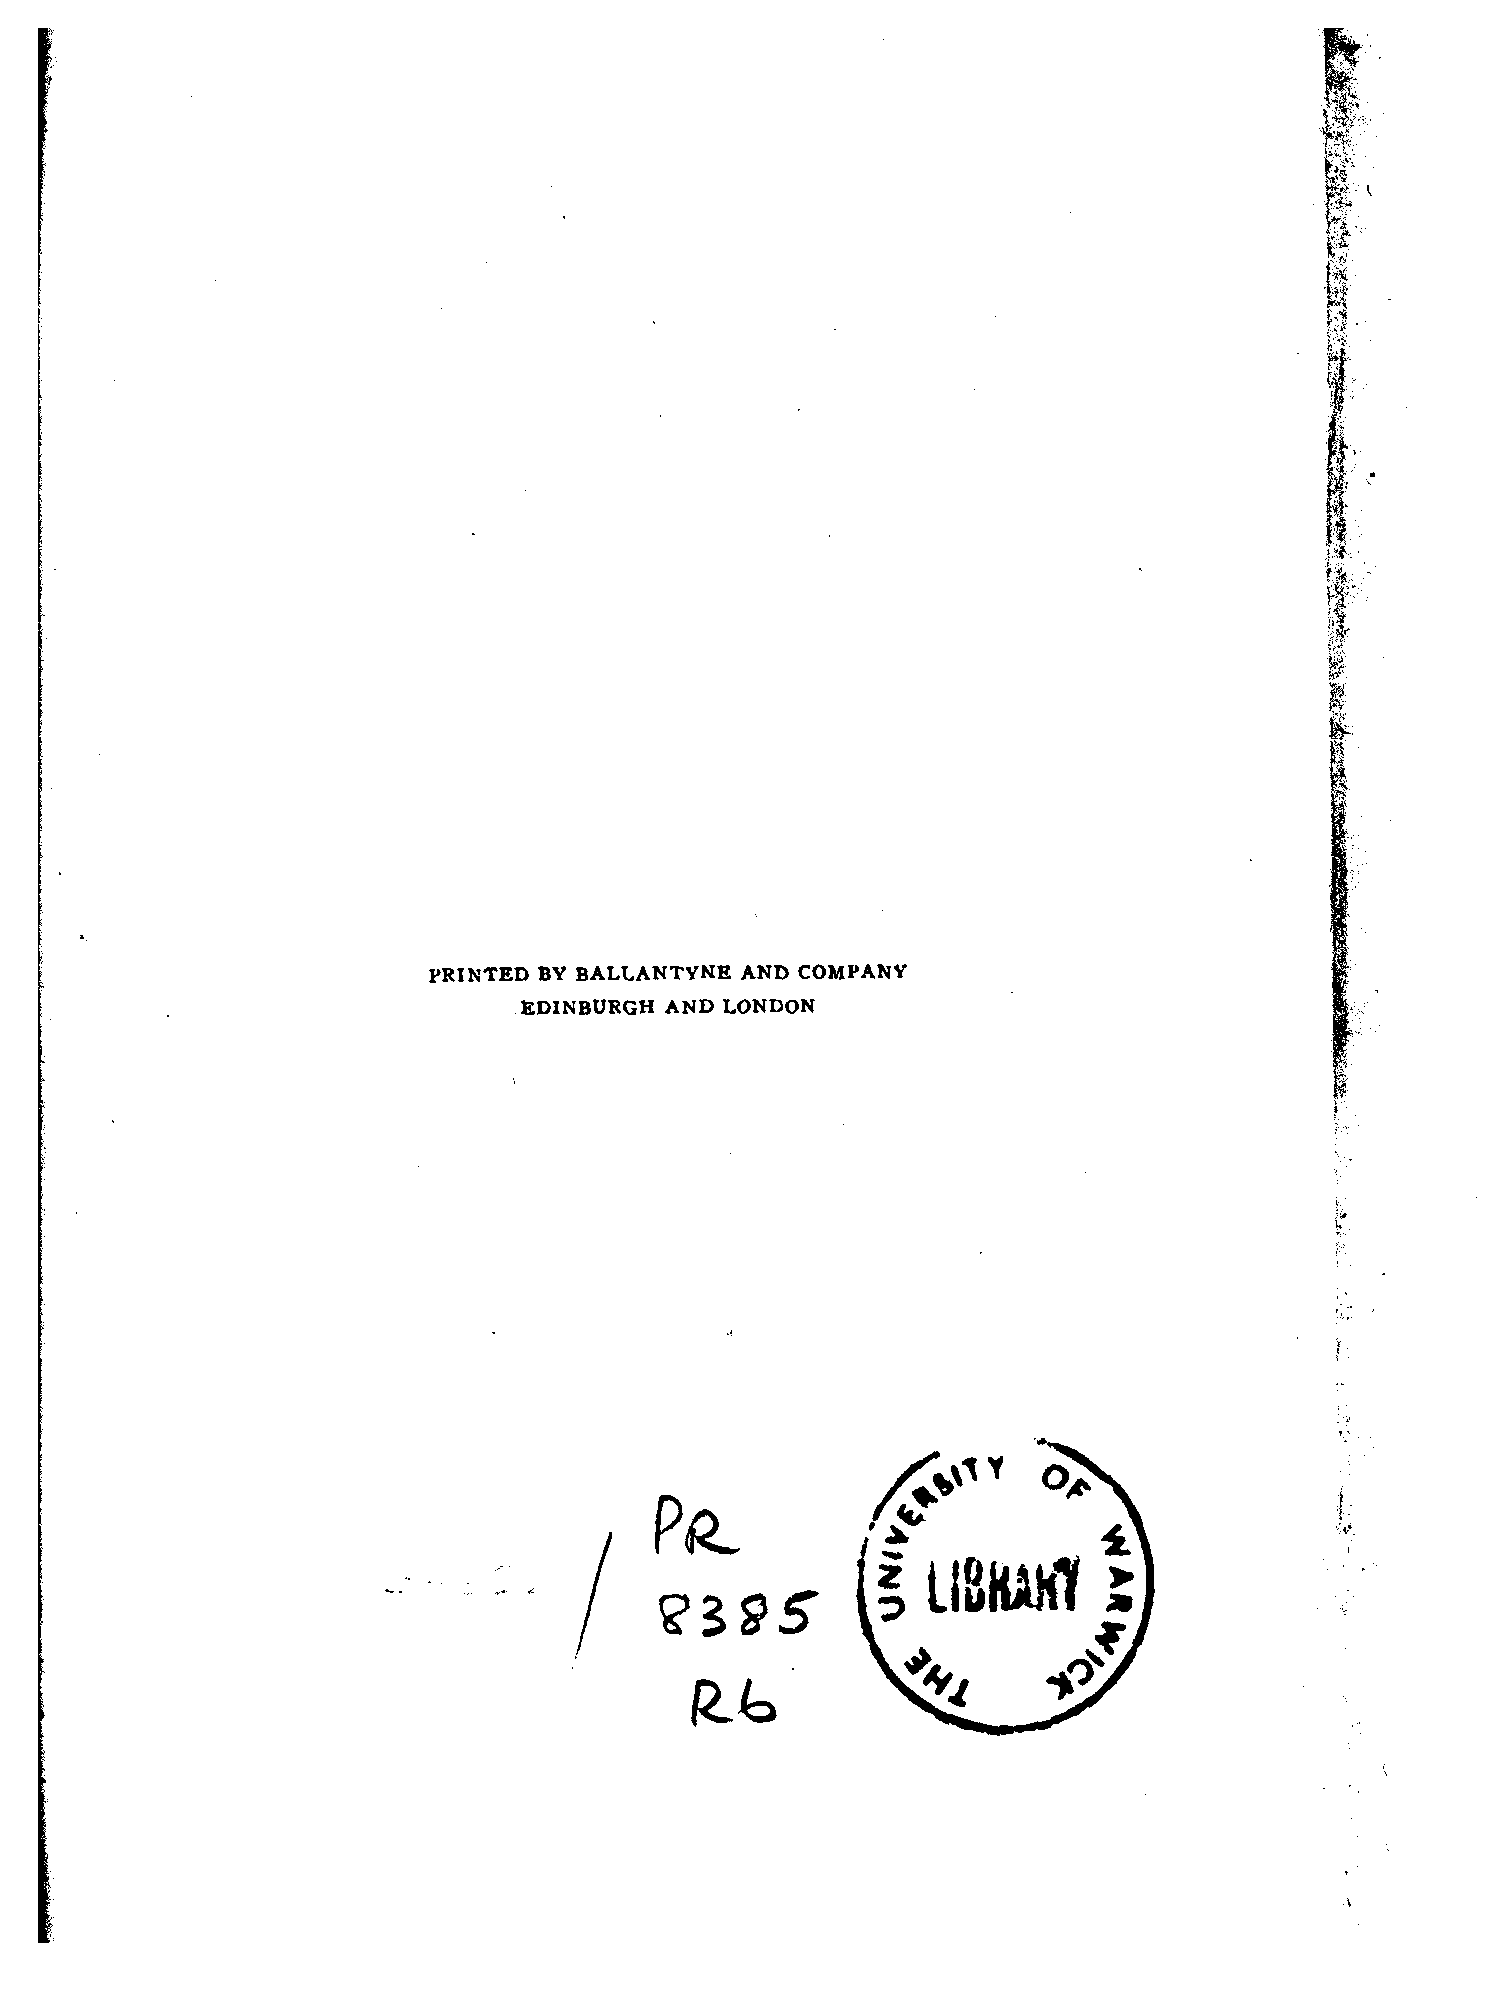 PRINTED BY BALLANTYNE AND COMPANY
EDINBURGH AND LONDON
/ PR
8385
R6
THE UNIVERSITY OF WARWICK
LIBRARY